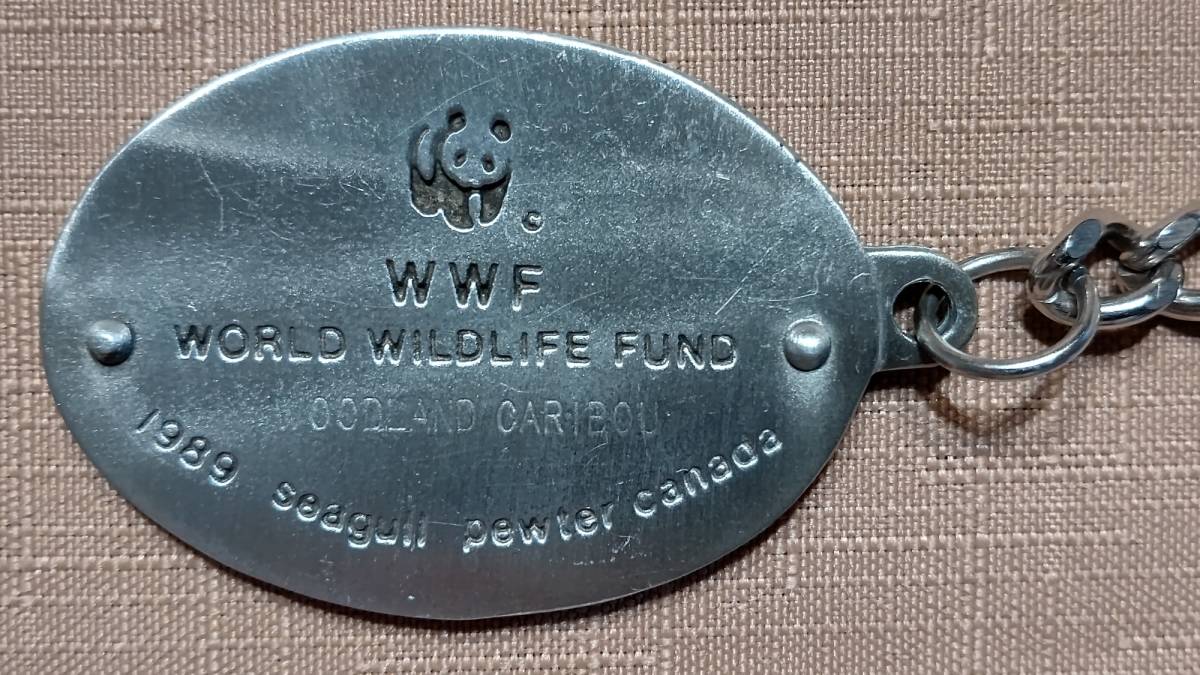 ©
WWF
WORLD WILDLIFE FUND
OODLAND CARIBOU
1989 seagull pewter canada